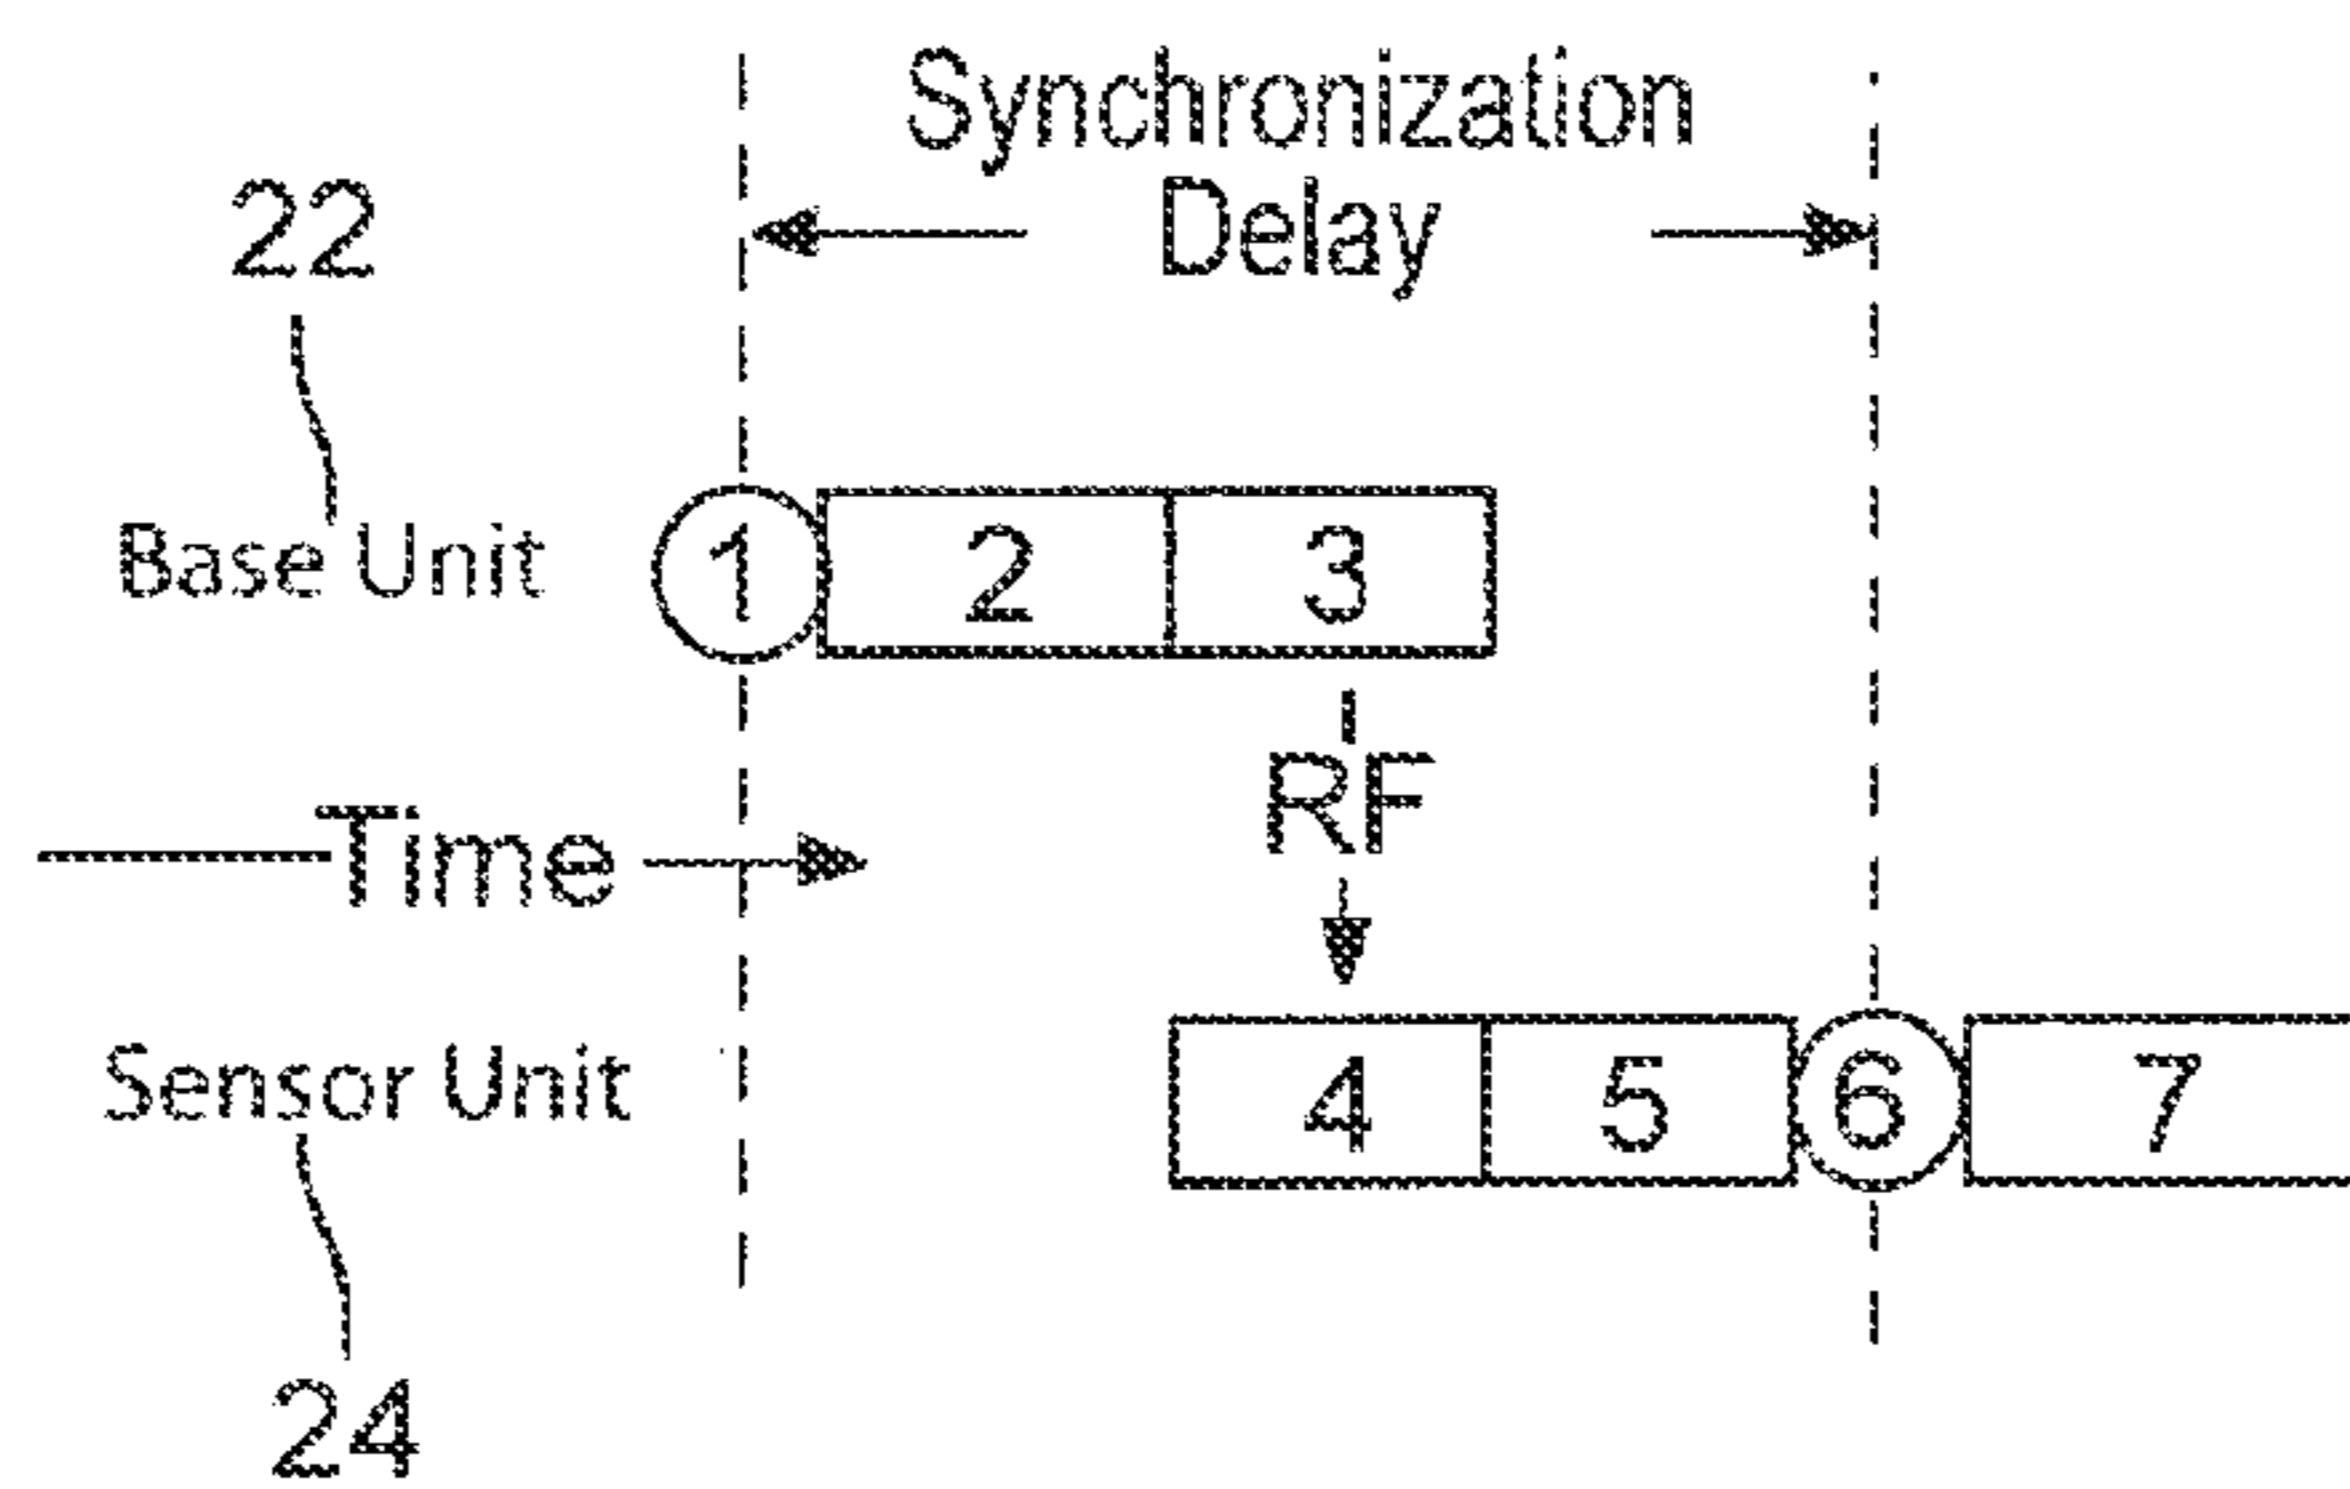 Synchronization
Delay
22
Base Unit
1
2
3
RF
Time
Sensor Unit
4
5
6
7
24